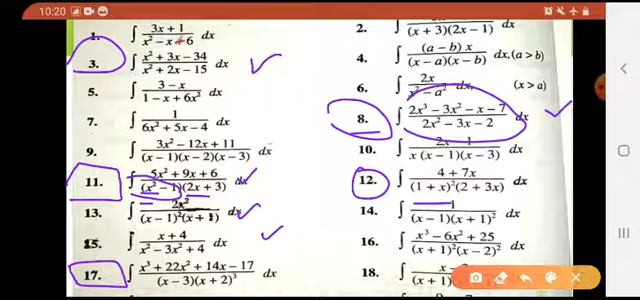 10:20
1. ∫ (3x + 1)/(x² − x + 6) dx
3. ∫ (x² + 3x − 34)/(x² + 2x − 15) dx
5. ∫ (3 − x)/(1 − x + 6x²) dx
7. ∫ 1/(6x² + 5x − 4) dx
9. ∫ (3x² − 12x + 11)/((x − 1)(x − 2)(x − 3)) dx
11. ∫ (5x² + 9x + 6)/((x² − 1)(2x + 3)) dx
13. ∫ 2x²/((x − 1)²(x + 1)) dx
15. ∫ (x + 4)/(x² − 3x² + 4) dx
17. ∫ (x³ + 22x² + 14x − 17)/((x − 3)(x + 2)³) dx
2. ∫ /((x + 3)(2x − 1)) dx
4. ∫ ((a − b) x)/((x − a)(x − b)) dx, (a > b)
6. ∫ 2x/(x² − a²) dx, (x > a)
8. ∫ (2x³ − 3x² − x − 7)/(2x² − 3x − 2) dx
10. ∫ /(x (x − 1)(x − 3)) dx
12. ∫ (4 + 7x)/((1 + x)²(2 + 3x)) dx
14. ∫ 1/((x − 1)(x + 1)²) dx
16. ∫ (x³ − 6x² + 25)/((x + 1)²(x − 2)²) dx
18. ∫